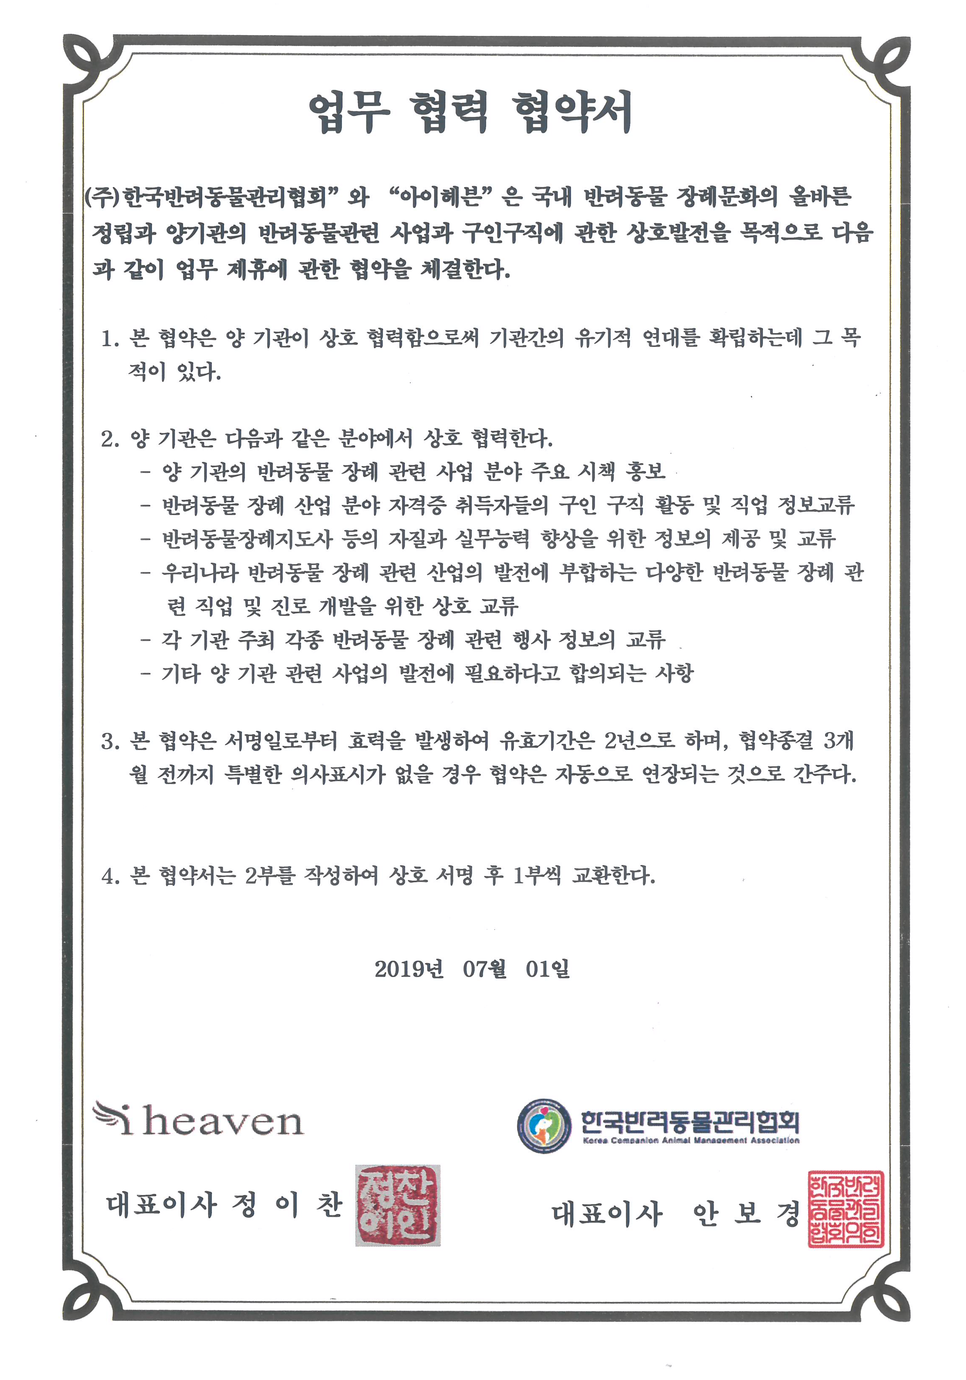 업무 협력 협약서
(주)한국반려동물관리협회” 와 “아이헤븐” 은 국내 반려동물 장례문화의 올바른
정립과 양기관의 반려동물관련 사업과 구인구직에 관한 상호발전을 목적으로 다음
과 같이 업무 제휴에 관한 협약을 체결한다.
1. 본 협약은 양 기관이 상호 협력함으로써 기관간의 유기적 연대를 확립하는데 그 목
적이 있다.
2. 양 기관은 다음과 같은 분야에서 상호 협력한다.
- 양 기관의 반려동물 장례 관련 사업 분야 주요 시책 홍보
- 반려동물 장례 산업 분야 자격증 취득자들의 구인 구직 활동 및 직업 정보교류
- 반려동물장례지도사 등의 자질과 실무능력 향상을 위한 정보의 제공 및 교류
- 우리나라 반려동물 장례 관련 산업의 발전에 부합하는 다양한 반려동물 장례 관
련 직업 및 진로 개발을 위한 상호 교류
- 각 기관 주최 각종 반려동물 장례 관련 행사 정보의 교류
- 기타 양 기관 관련 사업의 발전에 필요하다고 합의되는 사항
3. 본 협약은 서명일로부터 효력을 발생하여 유효기간은 2년으로 하며, 협약종결 3개
월 전까지 특별한 의사표시가 없을 경우 협약은 자동으로 연장되는 것으로 간주다.
4. 본 협약서는 2부를 작성하여 상호 서명 후 1부씩 교환한다.
2019년 07월 01일
i heaven
한국반려동물관리협회
Korea Companion Animal Management Association
대표이사 정 이 찬
정찬
이인
대표이사 안 보 경